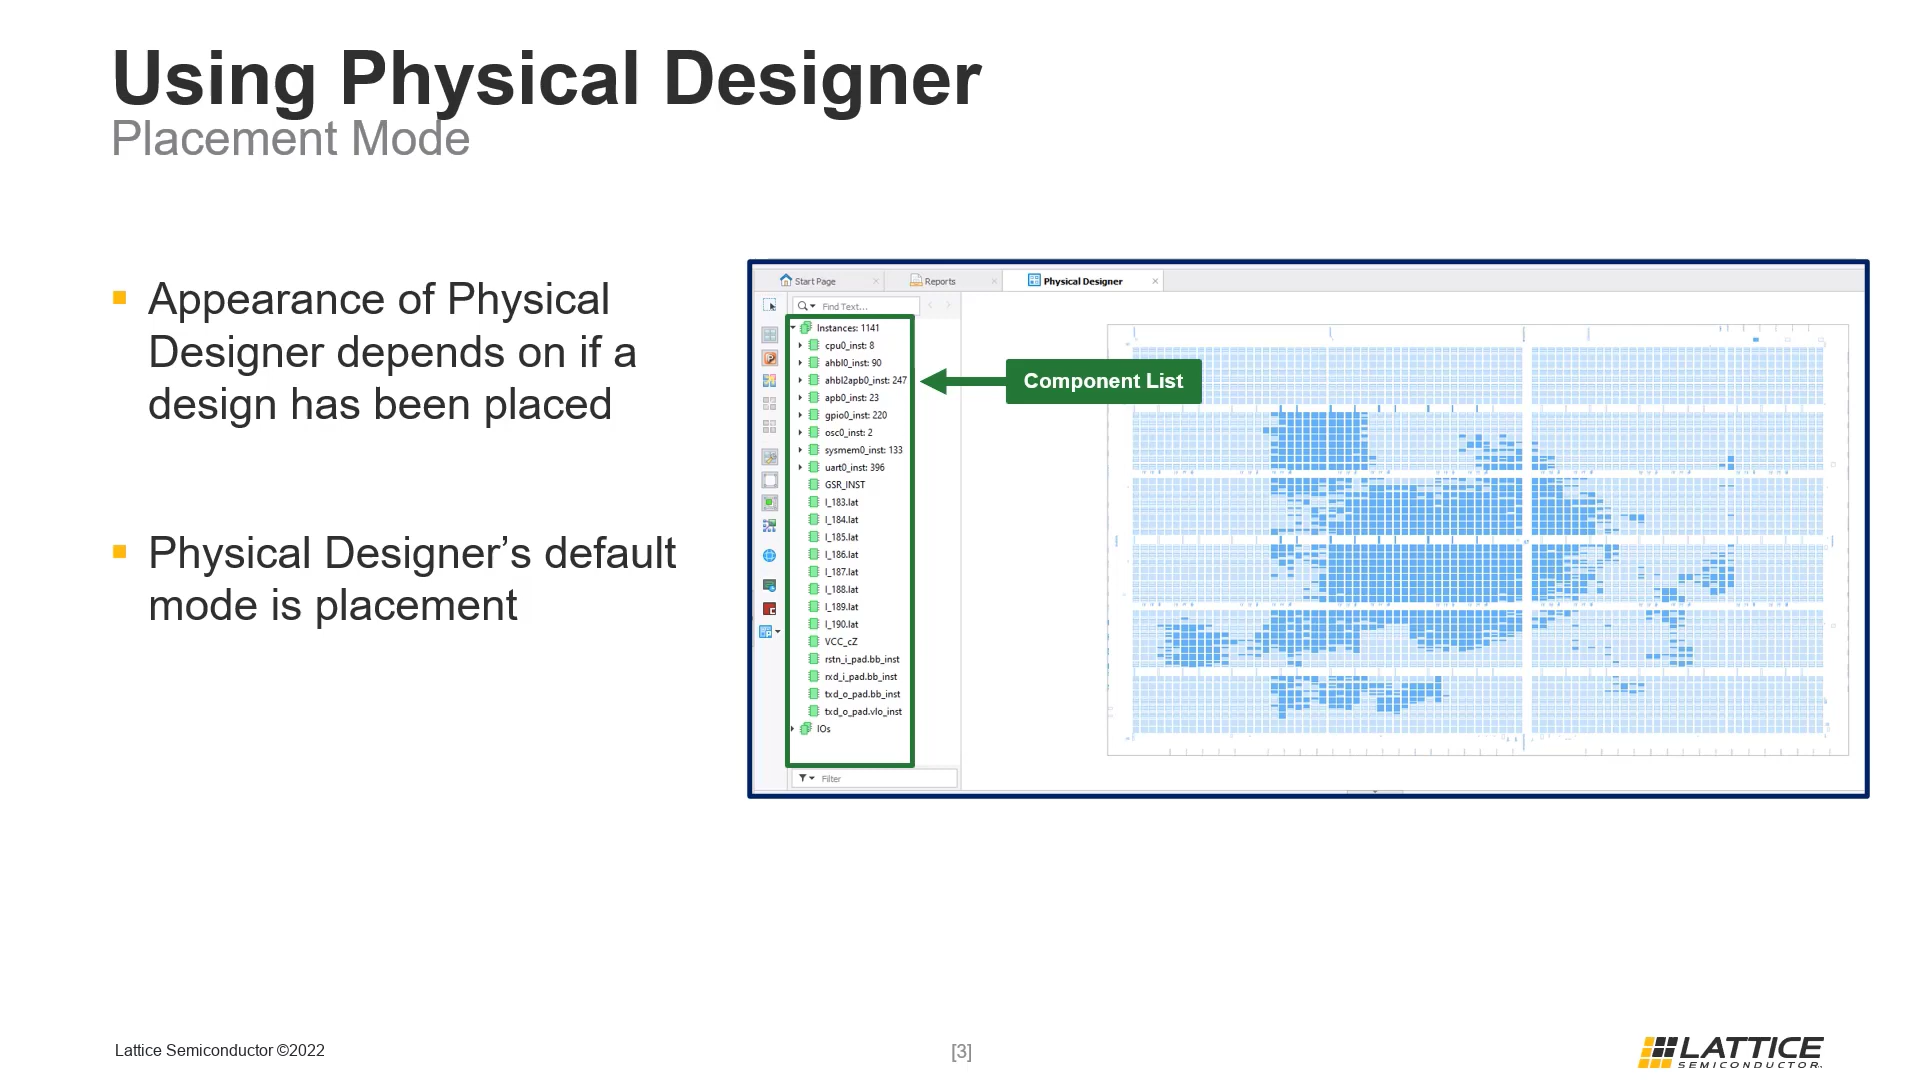 Using Physical Designer
Placement Mode
Appearance of Physical
Designer depends on if a
design has been placed
Physical Designer’s default
mode is placement
Start Page
Reports
Physical Designer
Find Text...
Instances: 1141
cpu0_inst: 8
ahbl0_inst: 90
ahbl2apb0_inst: 247
apb0_inst: 23
gpio0_inst: 220
osc0_inst: 2
sysmem0_inst: 133
uart0_inst: 396
GSR_INST
I_183.lat
I_184.lat
I_185.lat
I_186.lat
I_187.lat
I_188.lat
I_189.lat
I_190.lat
VCC_cZ
rstn_i_pad.bb_inst
rxd_i_pad.bb_inst
txd_o_pad.bb_inst
txd_o_pad.vlo_inst
IOs
Filter
Component List
Lattice Semiconductor ©2022
[3]
LATTICE
SEMICONDUCTOR